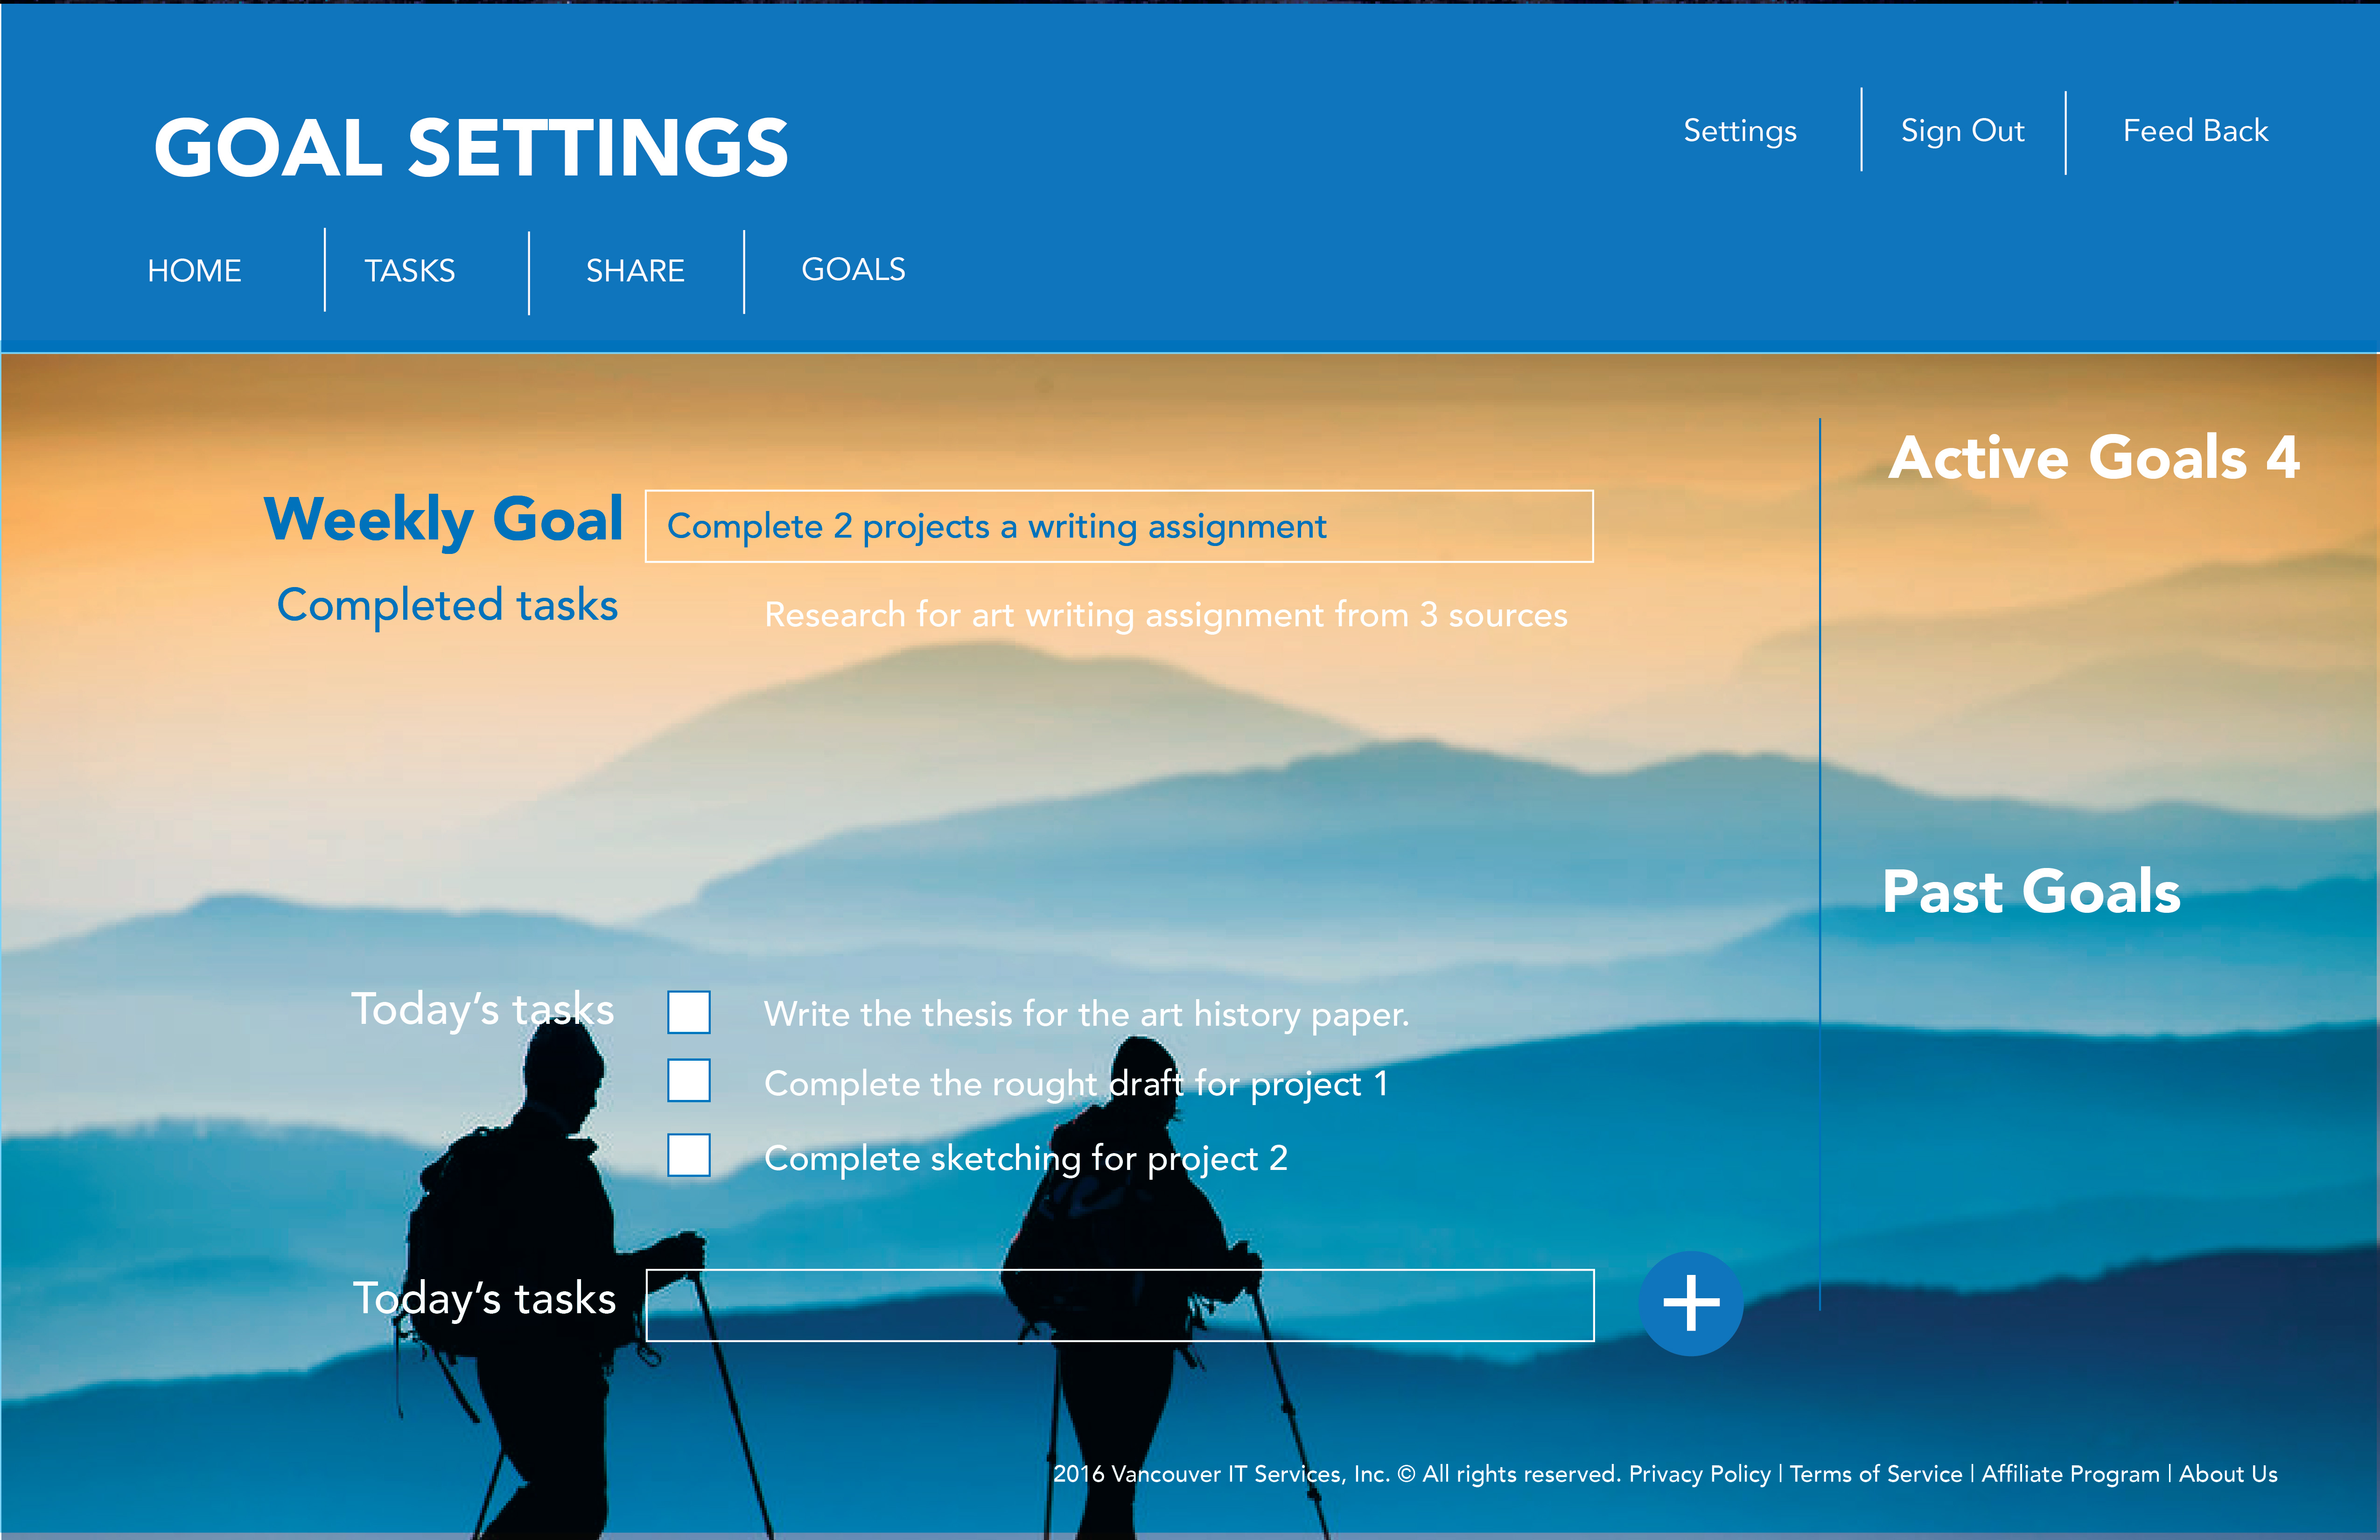 GOAL SETTINGS
Settings
Sign Out
Feed Back
HOME
TASKS
SHARE
GOALS
Active Goals 4
Weekly Goal
Complete 2 projects a writing assignment
Completed tasks
Research for art writing assignment from 3 sources
Past Goals
Today’s tasks
Write the thesis for the art history paper.
Complete the rought draft for project 1
Complete sketching for project 2
Today’s tasks
+
2016 Vancouver IT Services, Inc. © All rights reserved. Privacy Policy | Terms of Service | Affiliate Program | About Us